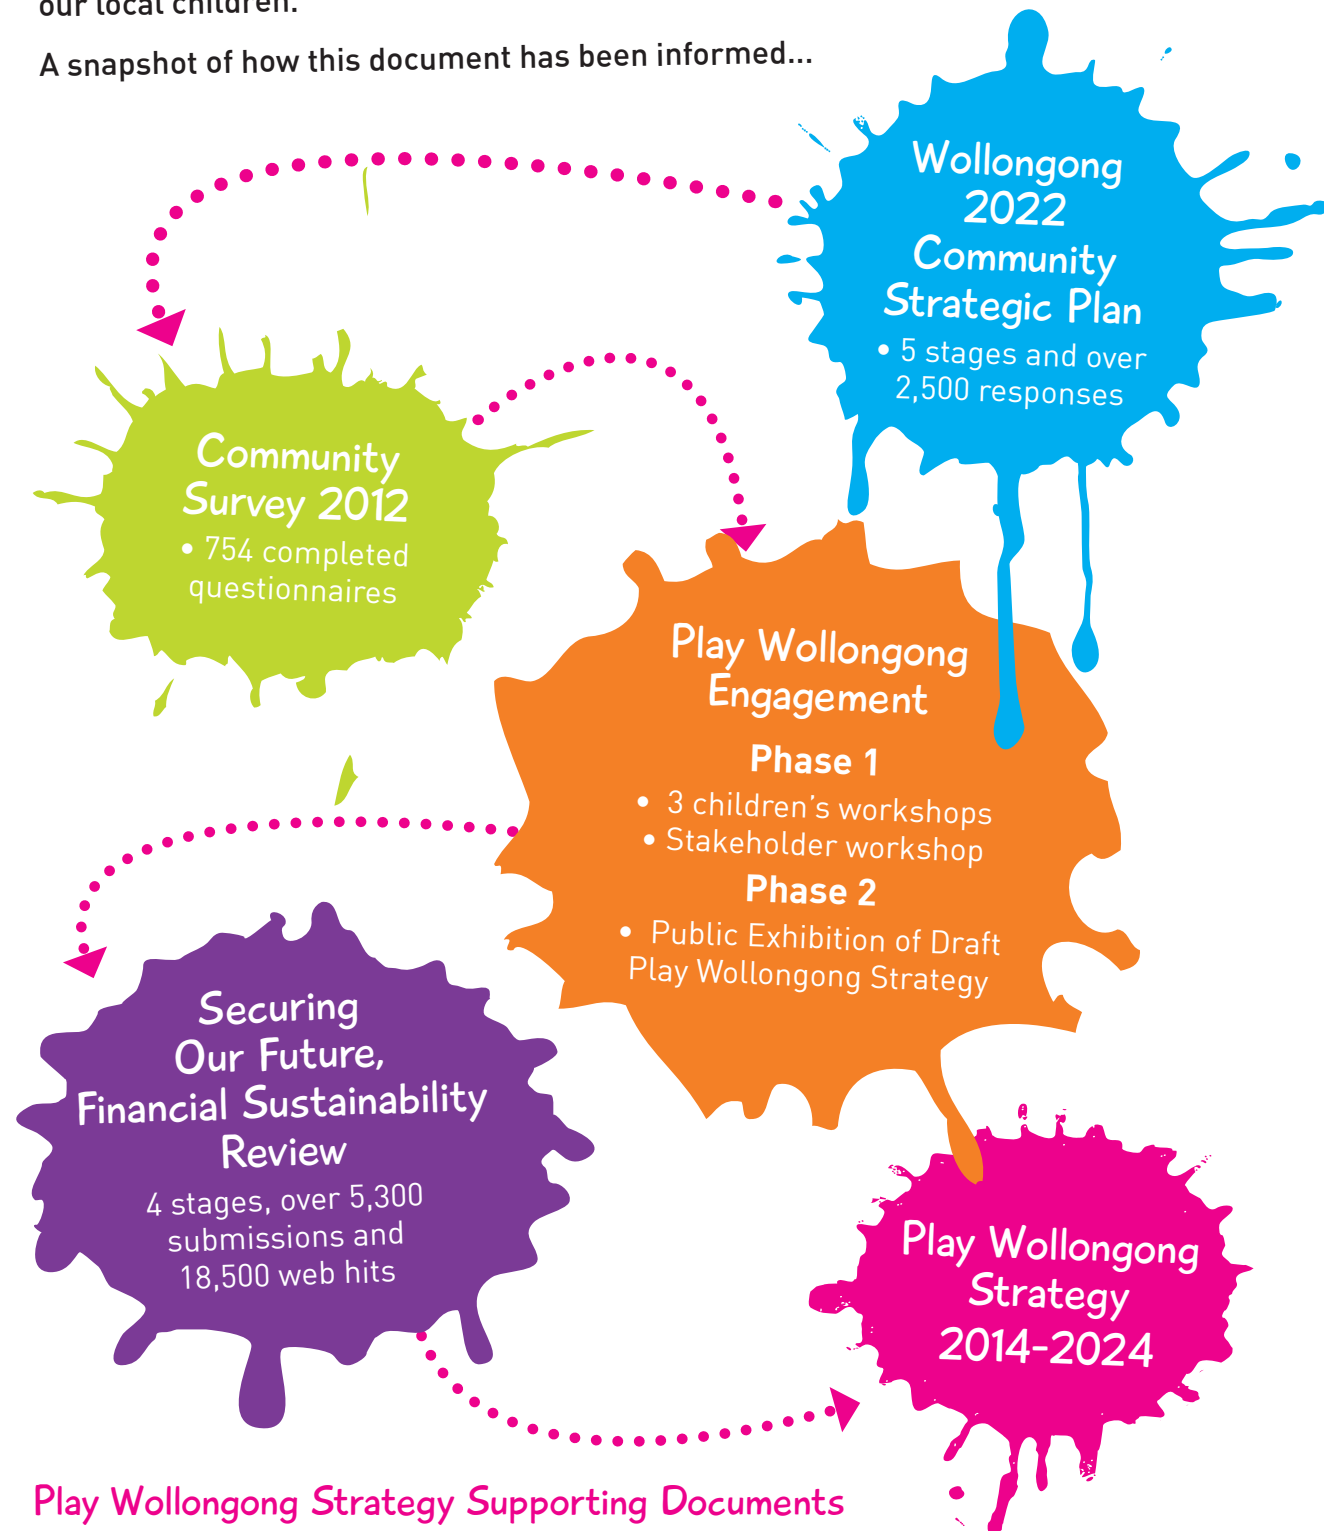 our local children.
A snapshot of how this document has been informed...
Wollongong
2022
Community
Strategic Plan
• 5 stages and over
2,500 responses
Community
Survey 2012
• 754 completed
questionnaires
Play Wollongong
Engagement
Phase 1
• 3 children's workshops
• Stakeholder workshop
Phase 2
• Public Exhibition of Draft
Play Wollongong Strategy
Securing
Our Future,
Financial Sustainability
Review
4 stages, over 5,300
submissions and
18,500 web hits
Play Wollongong
Strategy
2014-2024
Play Wollongong Strategy Supporting Documents